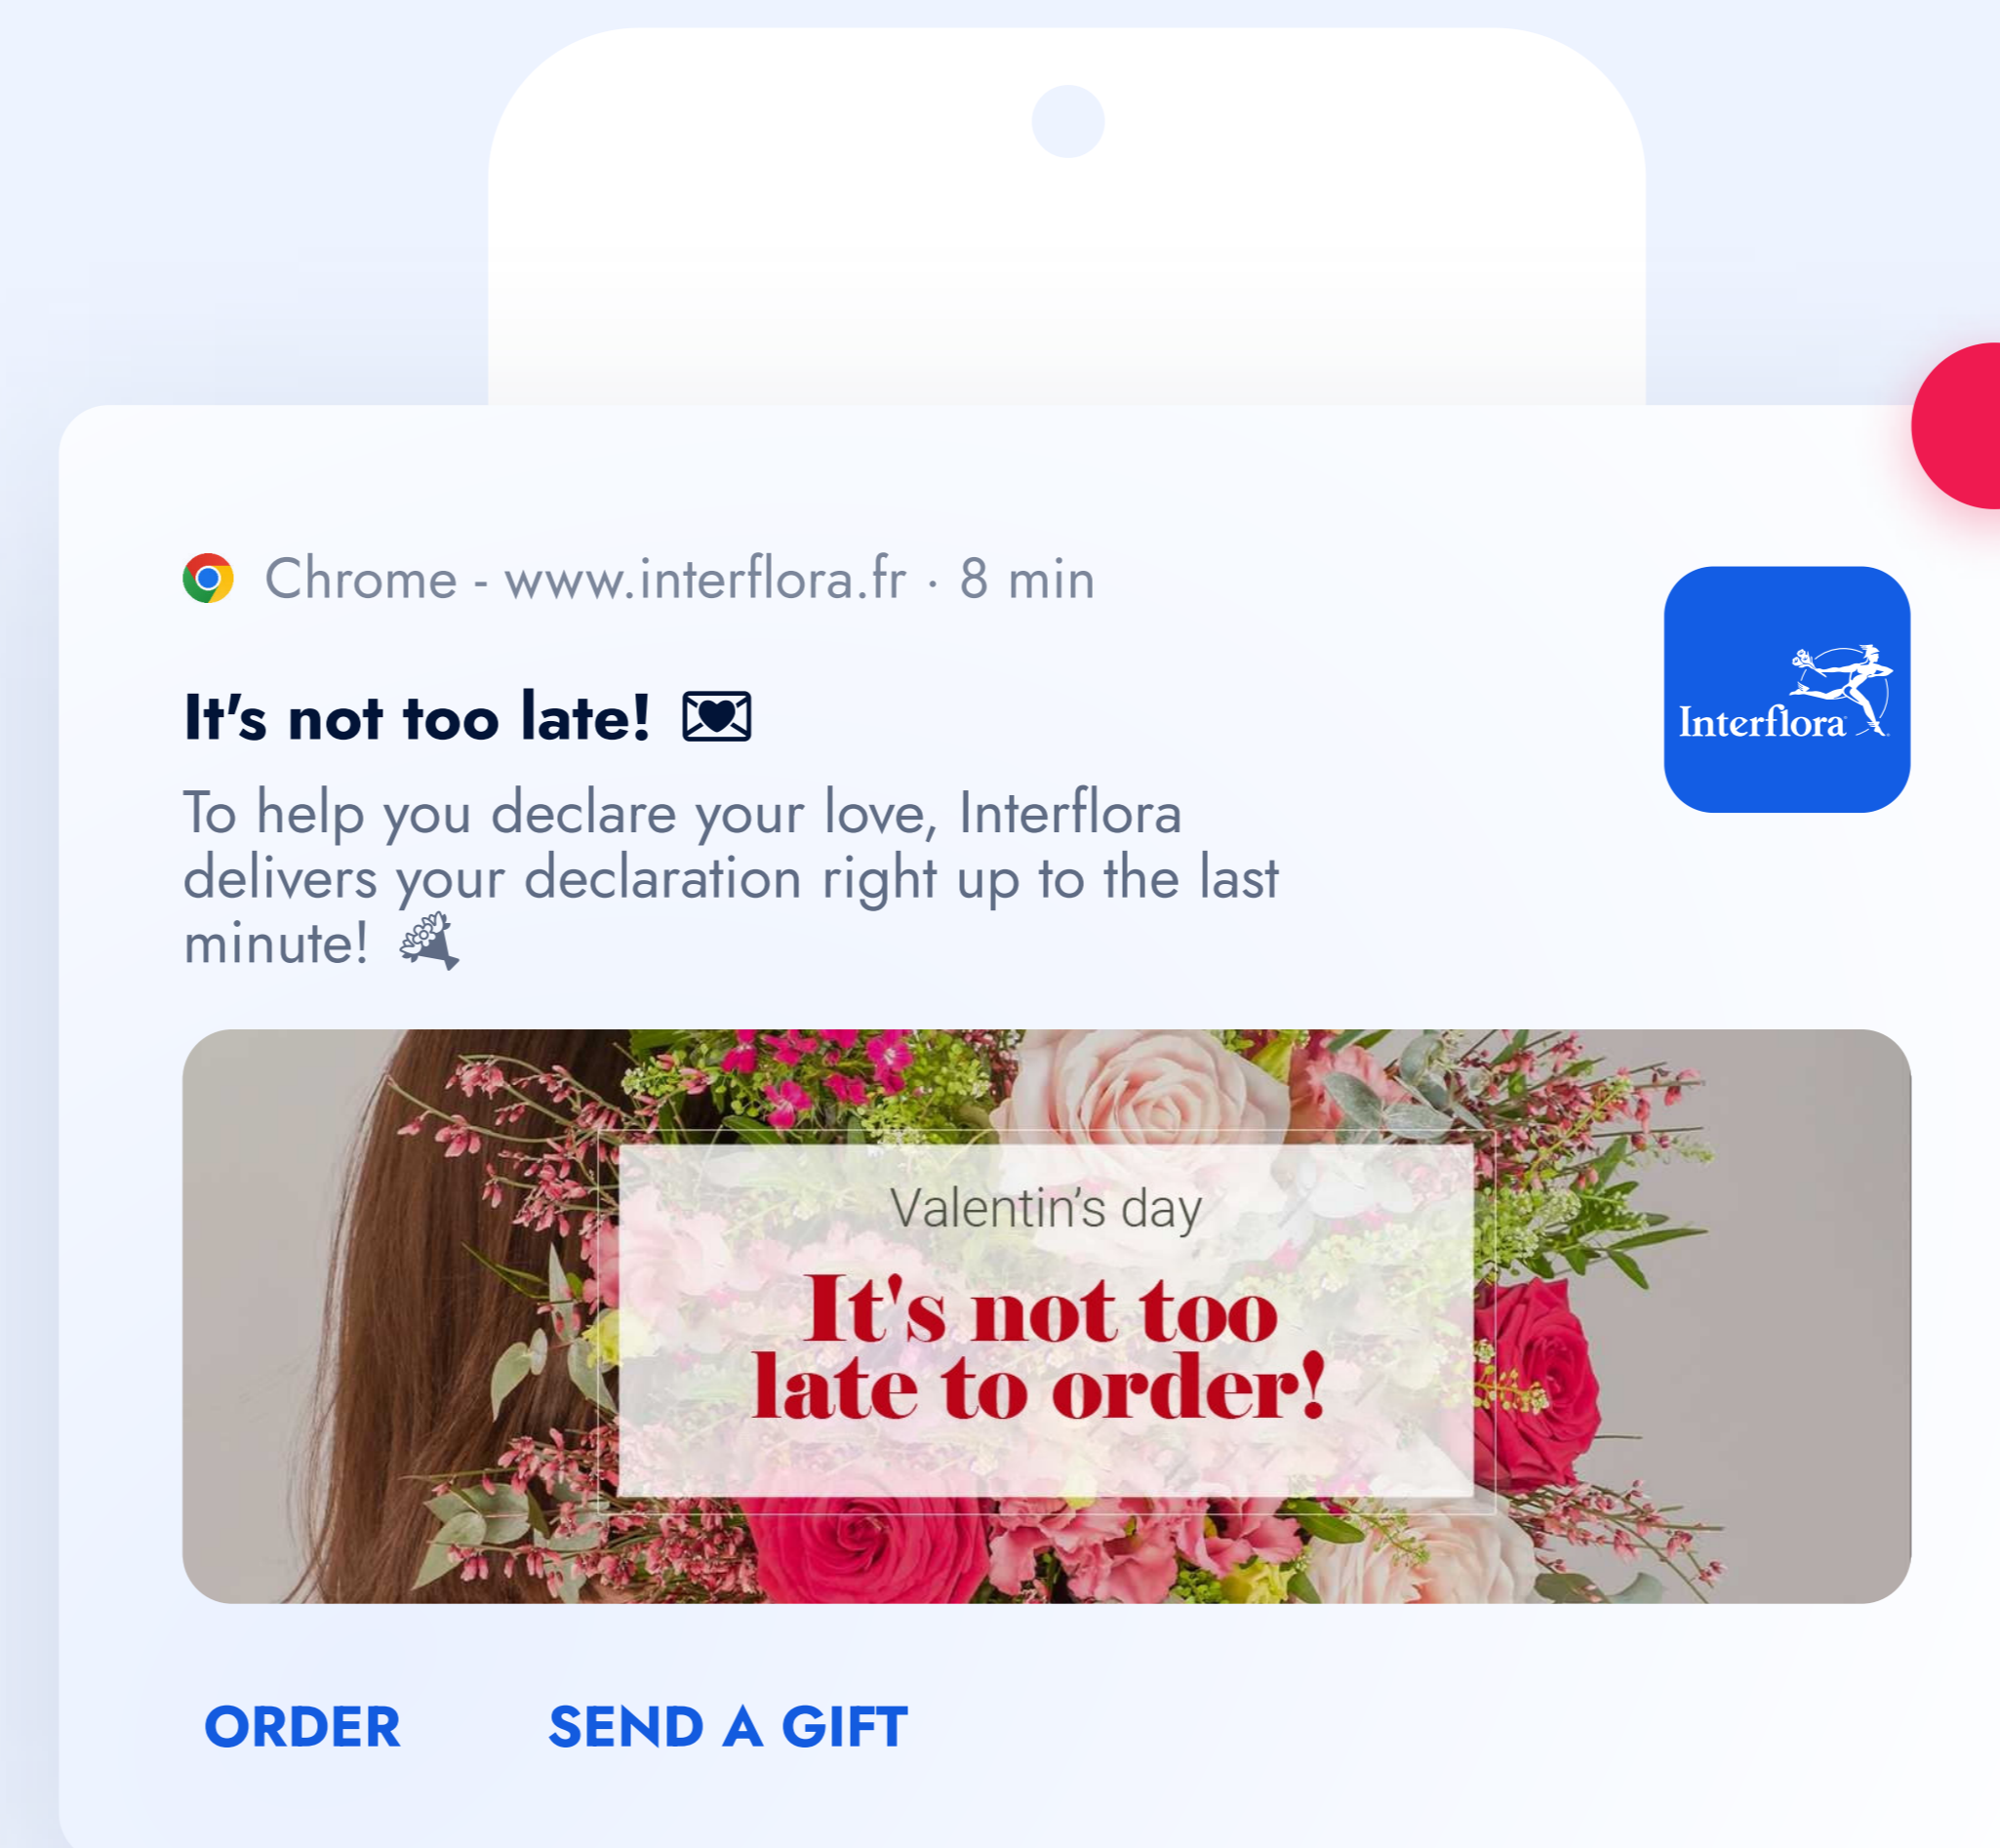 Chrome - www.interflora.fr · 8 min
It's not too late! 💌
Interflora
To help you declare your love, Interflora
delivers your declaration right up to the last
minute! 💐
Valentin's day
It's not too
late to order!
ORDER SEND A GIFT